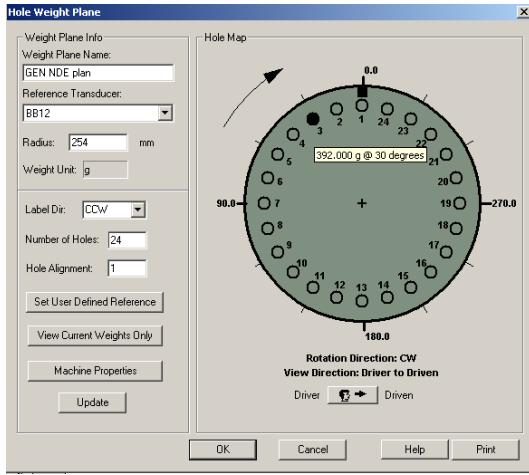 Hole Weight Plane
Weight Plane Info
Weight Plane Name:
GEN NDE plan
Reference Transducer:
BB12
Radius: 254 mm
Weight Unit: g
Label Dir: CCW
Number of Holes: 24
Hole Alignment: 1
Set User Defined Reference
View Current Weights Only
Machine Properties
Update
Hole Map
0.0
1
2
3
4
5
6
7
8
9
10
11
12
13
14
15
16
17
18
19
20
21
22
23
24
392.000 g @ 30 degrees
90.0
270.0
180.0
Rotation Direction: CW
View Direction: Driver to Driven
Driver Driven
OK Cancel Help Print